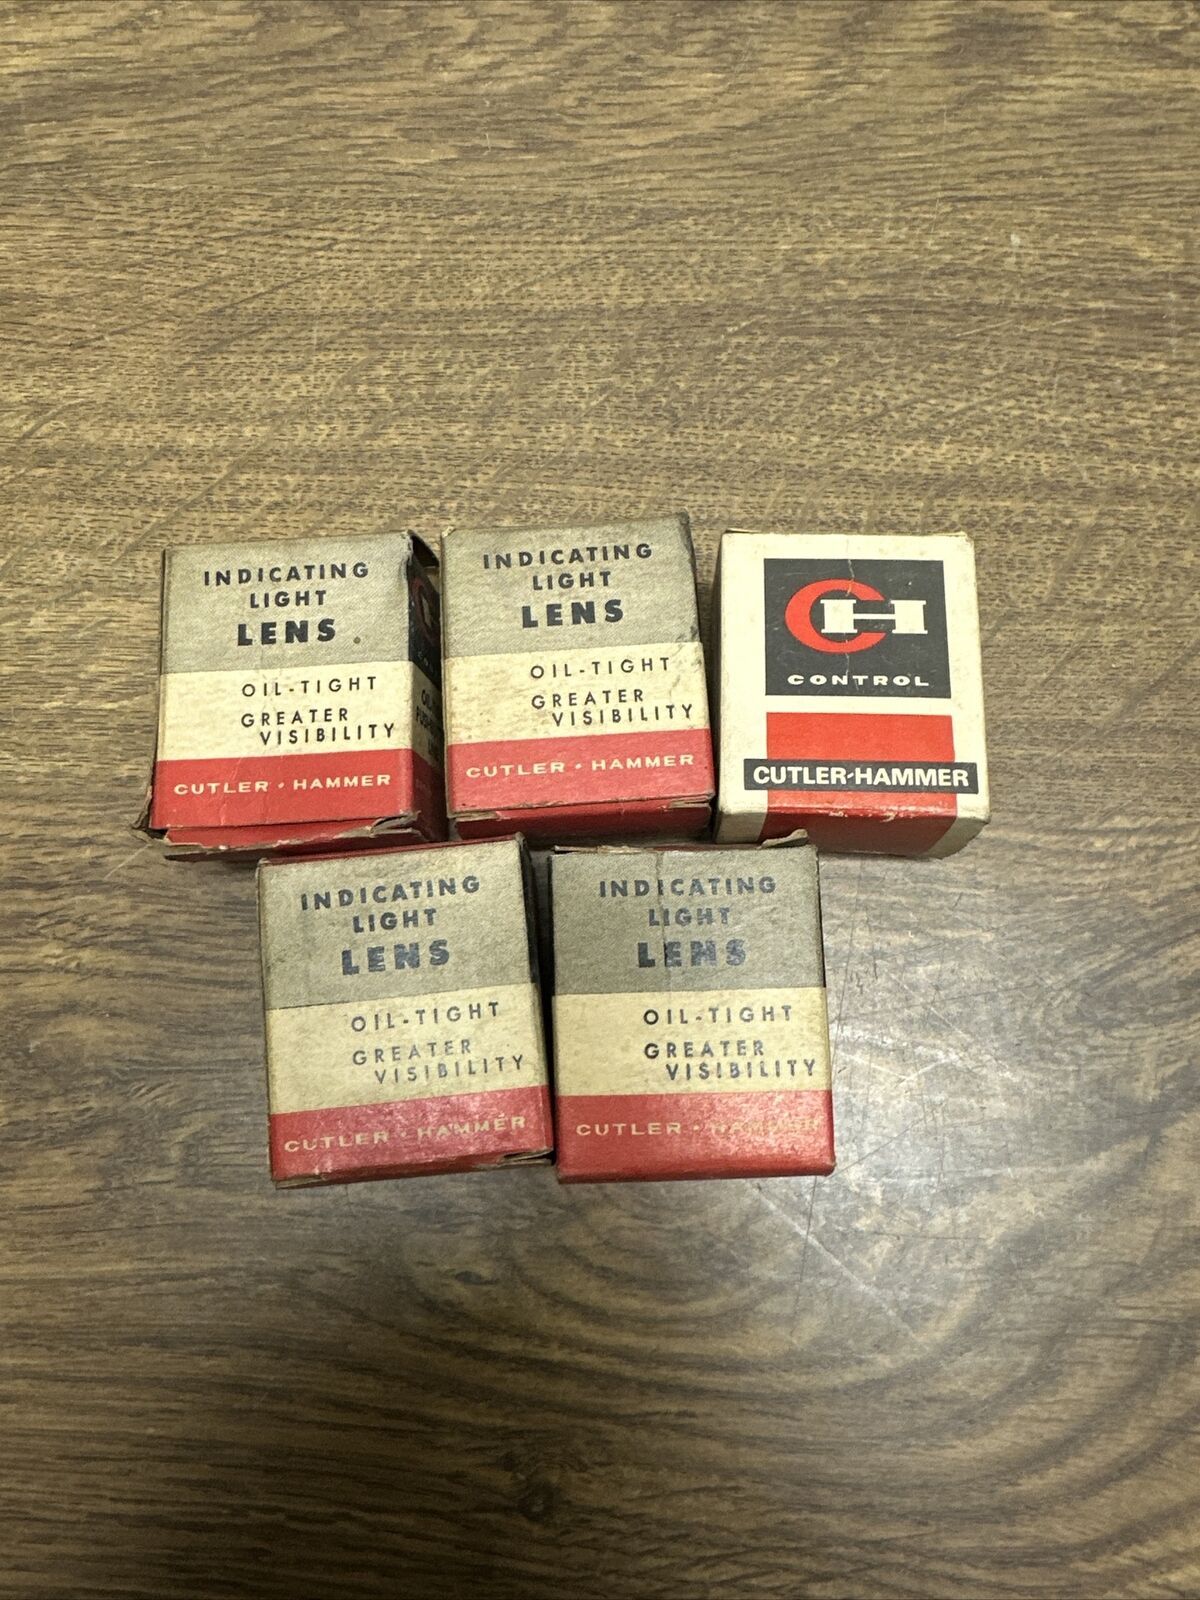 INDICATING
LIGHT
LENS
OIL-TIGHT
GREATER
VISIBILITY
CUTLER · HAMMER
INDICATING
LIGHT
LENS
OIL-TIGHT
GREATER
VISIBILITY
CUTLER · HAMMER
CH
CONTROL
CUTLER-HAMMER
INDICATING
LIGHT
LENS
OIL-TIGHT
GREATER
VISIBILITY
CUTLER · HAMMER
INDICATING
LIGHT
LENS
OIL-TIGHT
GREATER
VISIBILITY
CUTLER · HAMMER